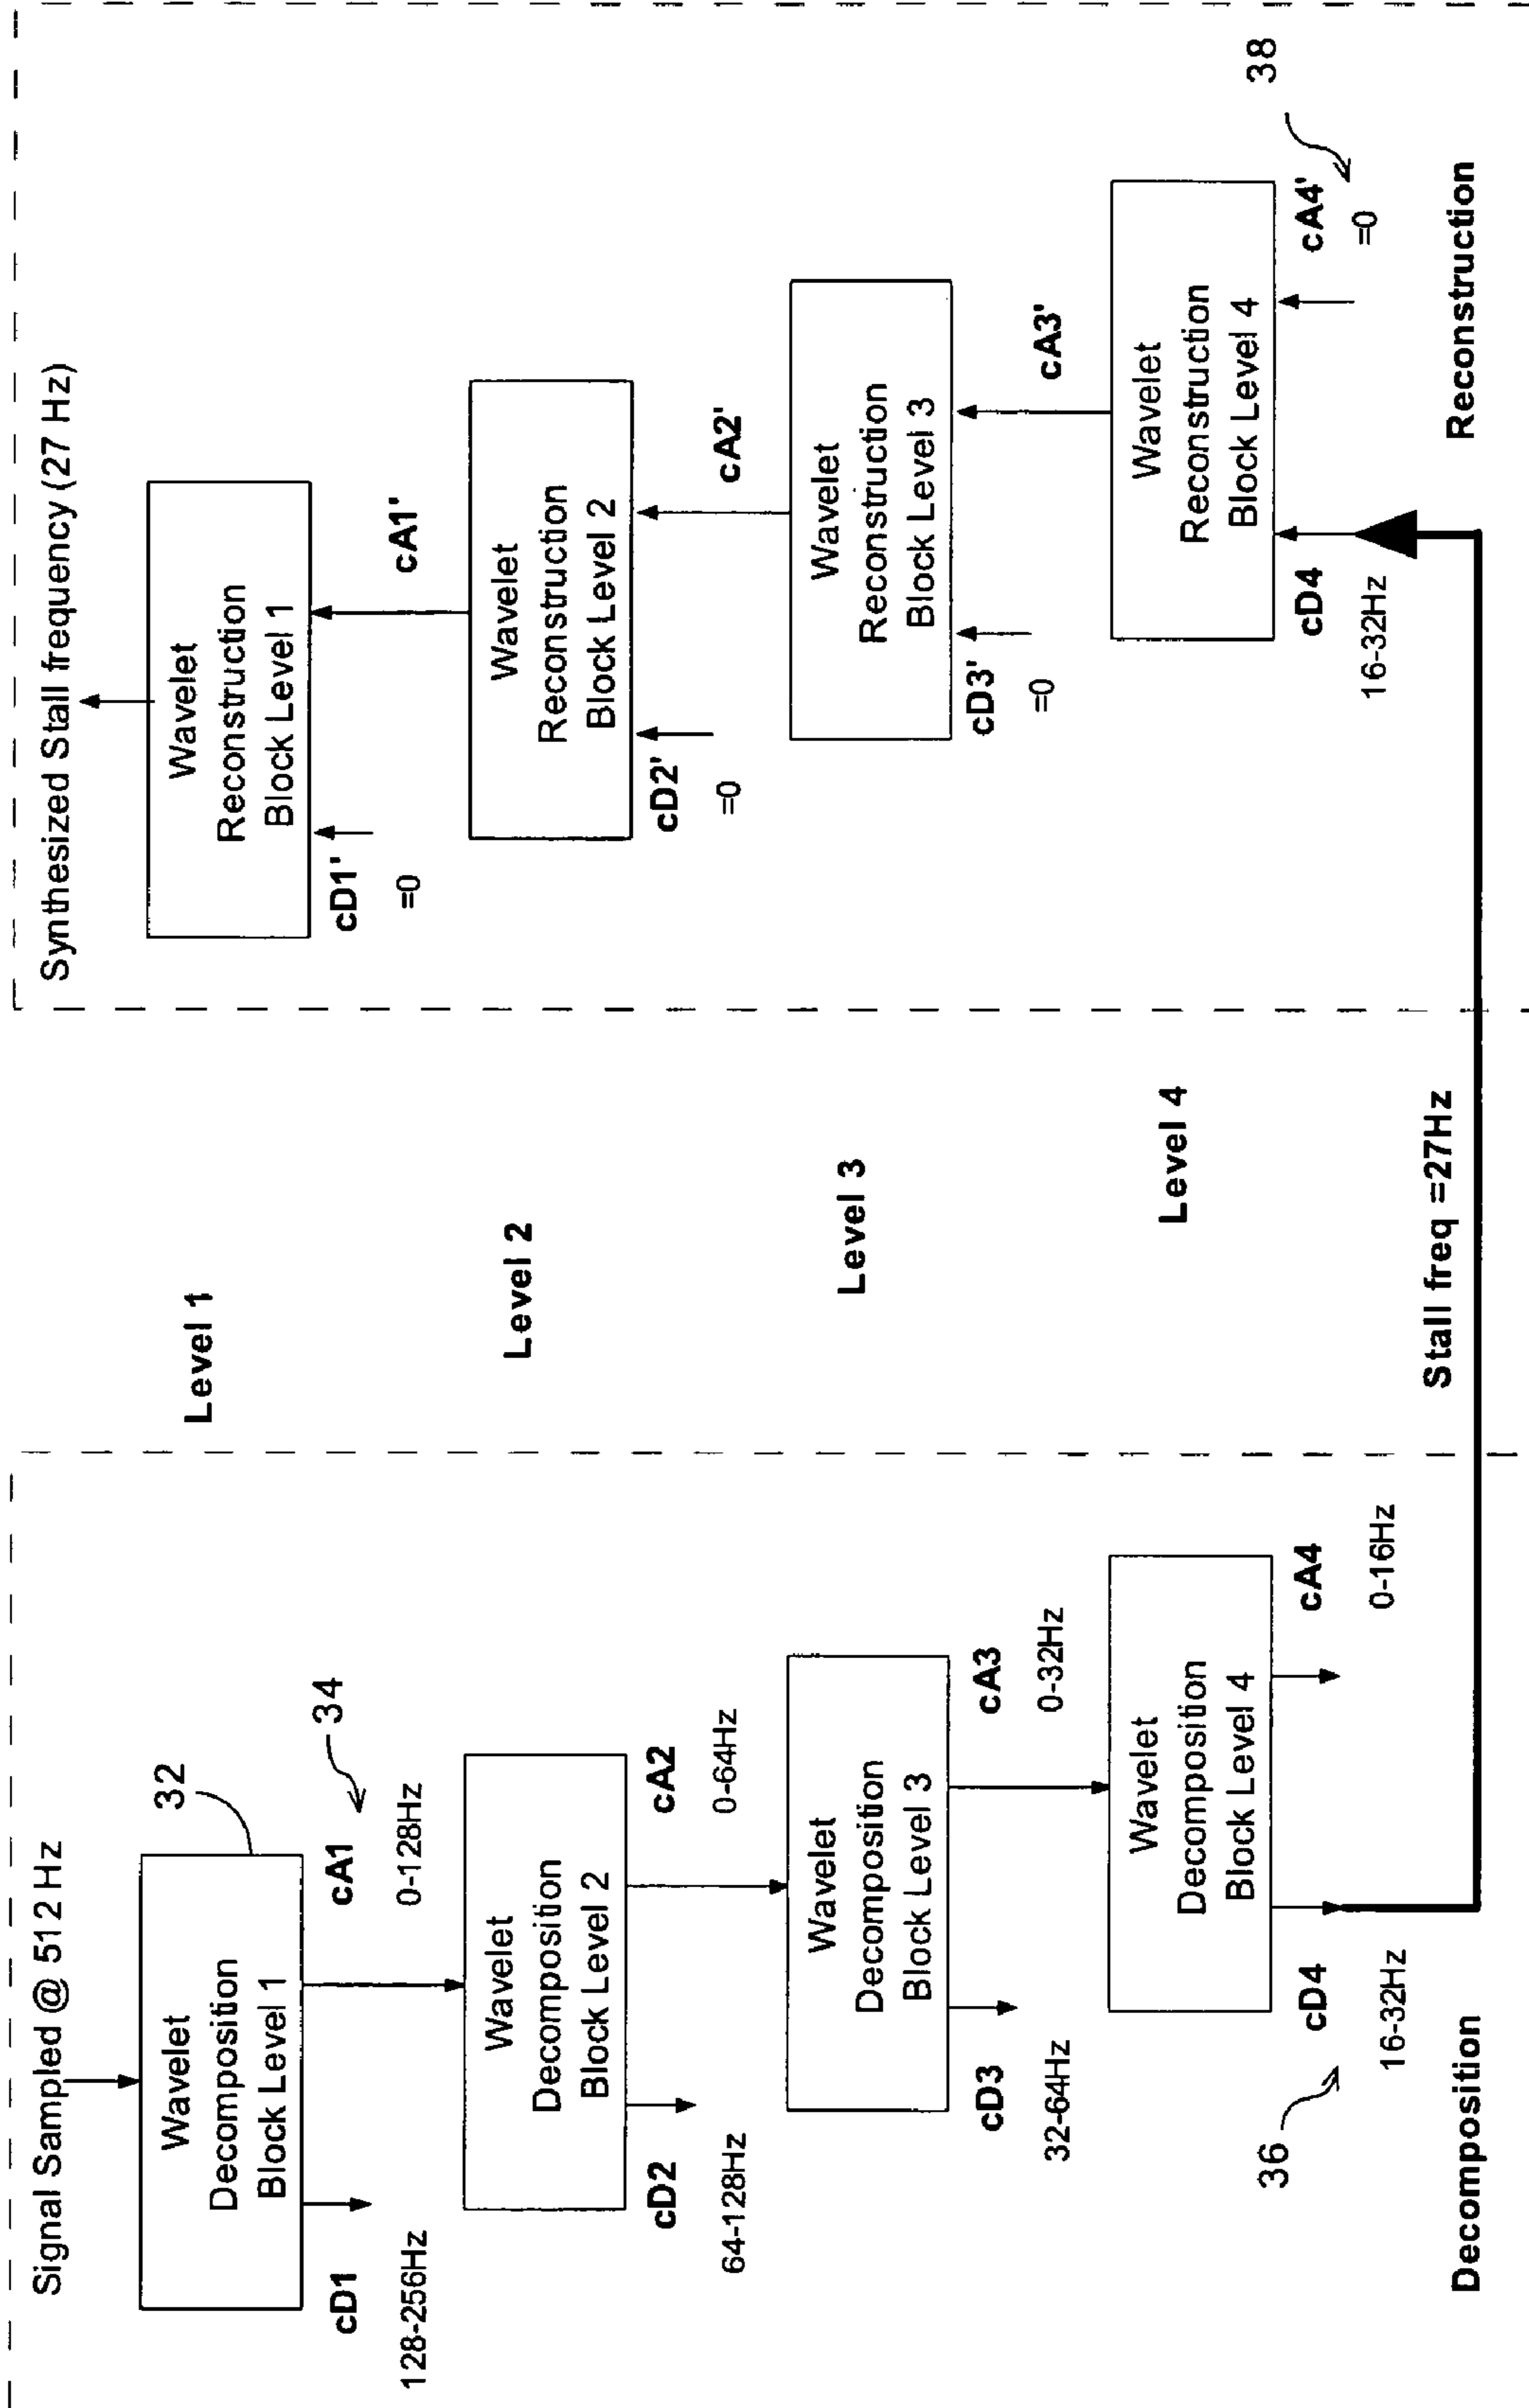 Signal Sampled @ 512 Hz
Wavelet
Decomposition
Block Level 1
32
cD1
128-256Hz
cA1
0-128Hz
34
Wavelet
Decomposition
Block Level 2
cD2
64-128Hz
cA2
0-64Hz
Wavelet
Decomposition
Block Level 3
cD3
32-64Hz
cA3
0-32Hz
Wavelet
Decomposition
Block Level 4
36
cD4
16-32Hz
cA4
0-16Hz
Decomposition
Level 1
Level 2
Level 3
Level 4
Stall freq =27Hz
Synthesized Stall frequency (27 Hz)
Wavelet
Reconstruction
Block Level 1
cD1'
=0
cA1'
Wavelet
Reconstruction
Block Level 2
cD2'
=0
cA2'
Wavelet
Reconstruction
Block Level 3
cD3'
=0
cA3'
Wavelet
Reconstruction
Block Level 4
cD4
16-32Hz
cA4'
=0
38
Reconstruction